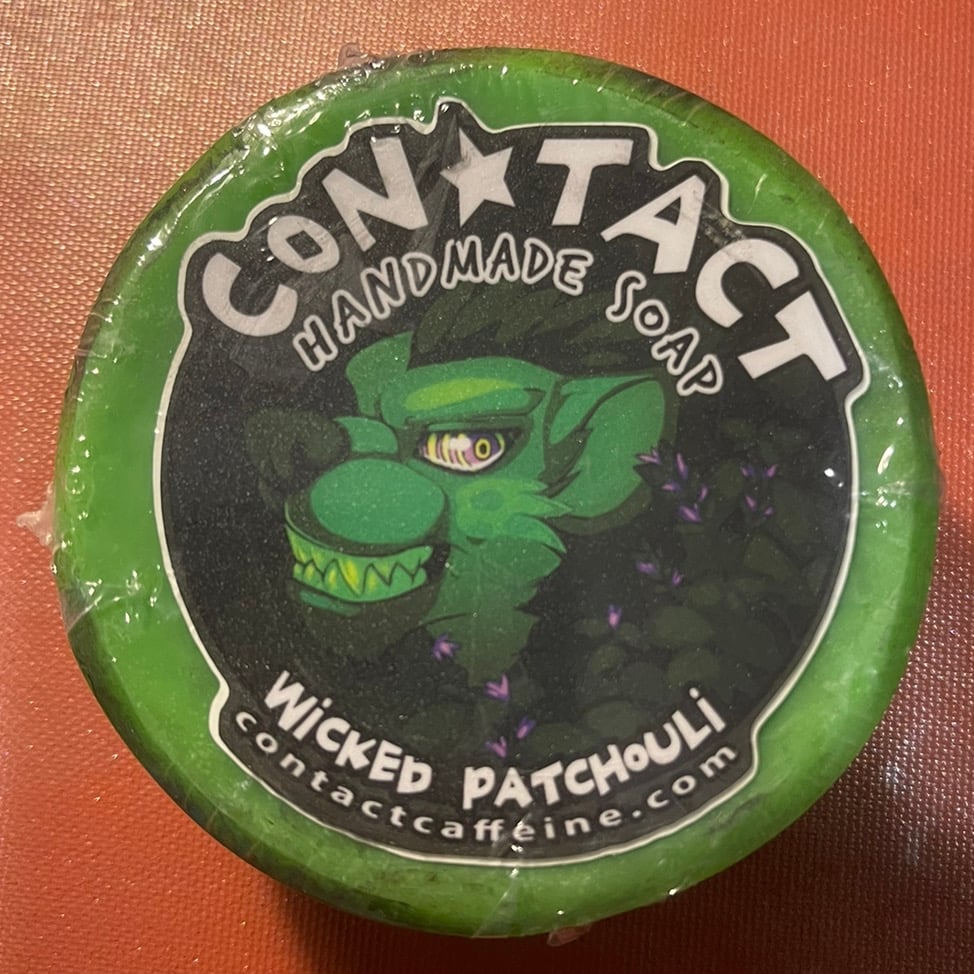 CON★TACT
HANDMADE SOAP
WiCKED PATCHOULi
contactcaffeine.com